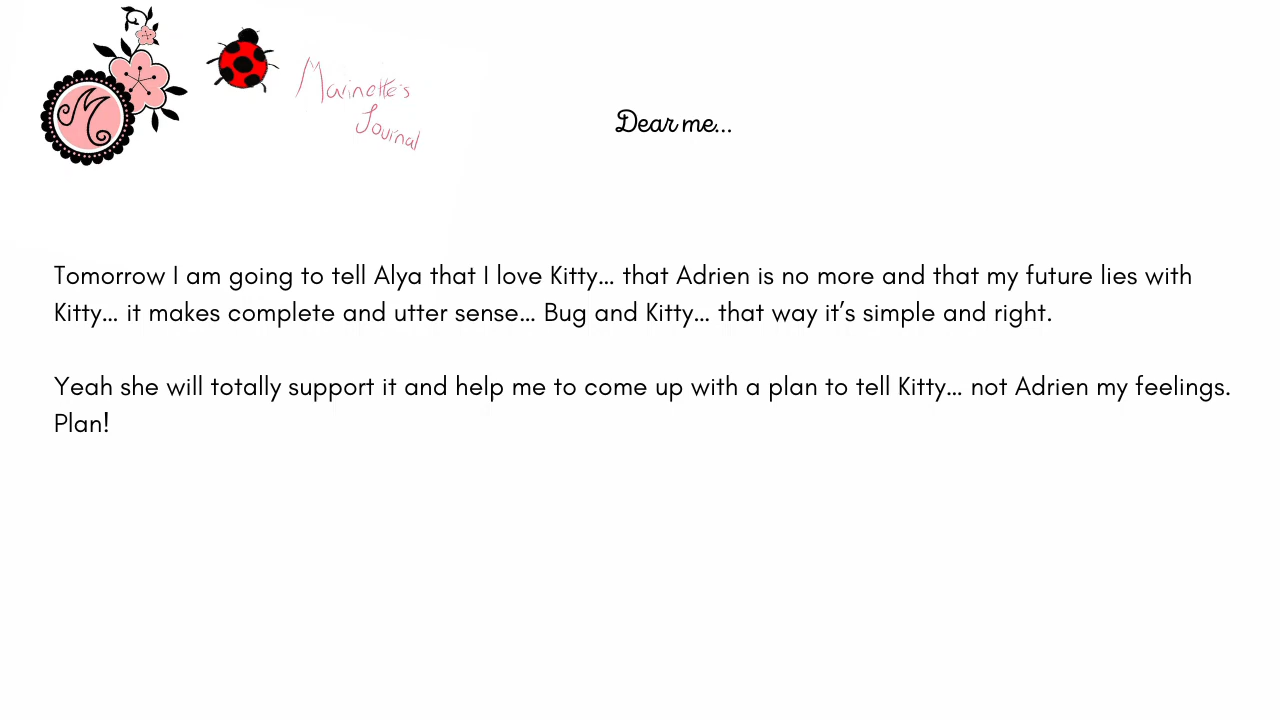 M
Marinette's
Journal
Dear me...
Tomorrow I am going to tell Alya that I love Kitty... that Adrien is no more and that my future lies with
Kitty... it makes complete and utter sense... Bug and Kitty... that way it's simple and right.
Yeah she will totally support it and help me to come up with a plan to tell Kitty... not Adrien my feelings.
Plan!